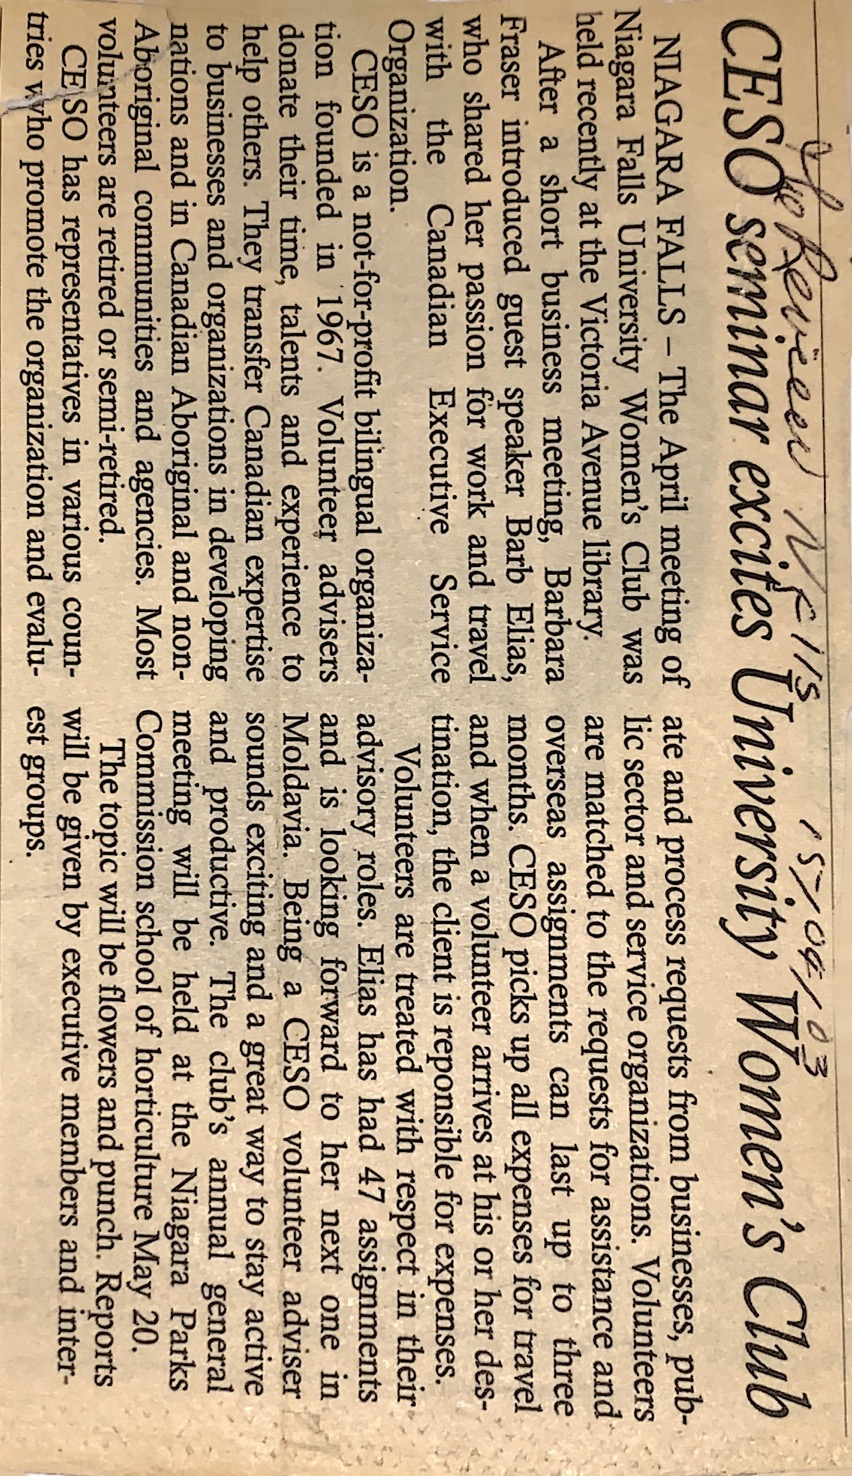 The Review N Flls 15/04/03
CESO seminar excites University Women's Club
NIAGARA FALLS – The April meeting of
Niagara Falls University Women's Club was
held recently at the Victoria Avenue library.
After a short business meeting, Barbara
Fraser introduced guest speaker Barb Elias,
who shared her passion for work and travel
with the Canadian Executive Service
Organization.
CESO is a not-for-profit bilingual organiza-
tion founded in 1967. Volunteer advisers
donate their time, talents and experience to
help others. They transfer Canadian expertise
to businesses and organizations in developing
nations and in Canadian Aboriginal and non-
Aboriginal communities and agencies. Most
volunteers are retired or semi-retired.
CESO has representatives in various coun-
tries who promote the organization and evalu-
ate and process requests from businesses, pub-
lic sector and service organizations. Volunteers
are matched to the requests for assistance and
overseas assignments can last up to three
months. CESO picks up all expenses for travel
and when a volunteer arrives at his or her des-
tination, the client is reponsible for expenses.
Volunteers are treated with respect in their
advisory roles. Elias has had 47 assignments
and is looking forward to her next one in
Moldavia. Being a CESO volunteer adviser
sounds exciting and a great way to stay active
and productive. The club's annual general
meeting will be held at the Niagara Parks
Commission school of horticulture May 20.
The topic will be flowers and punch. Reports
will be given by executive members and inter-
est groups.